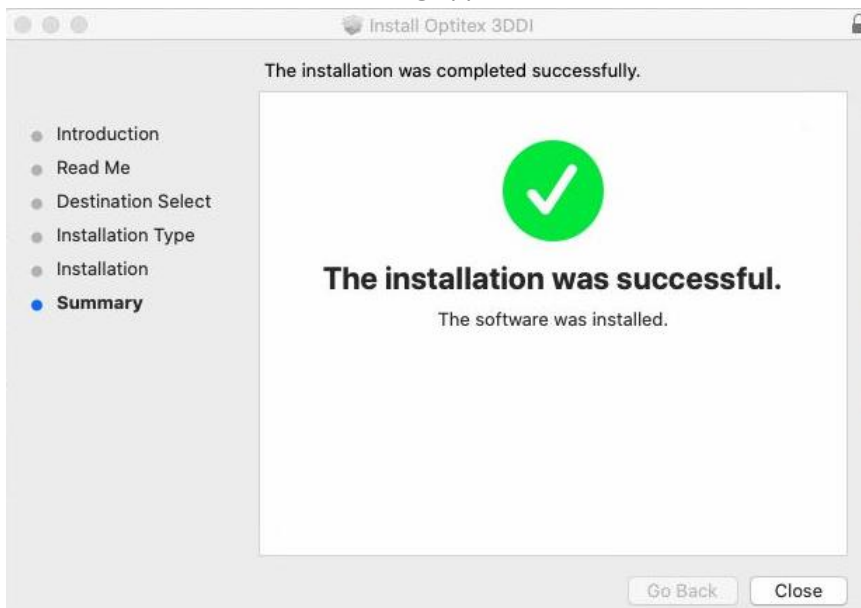 Install Optitex 3DDI
The installation was completed successfully.
Introduction
Read Me
Destination Select
Installation Type
Installation
Summary
The installation was successful.
The software was installed.
Go Back
Close